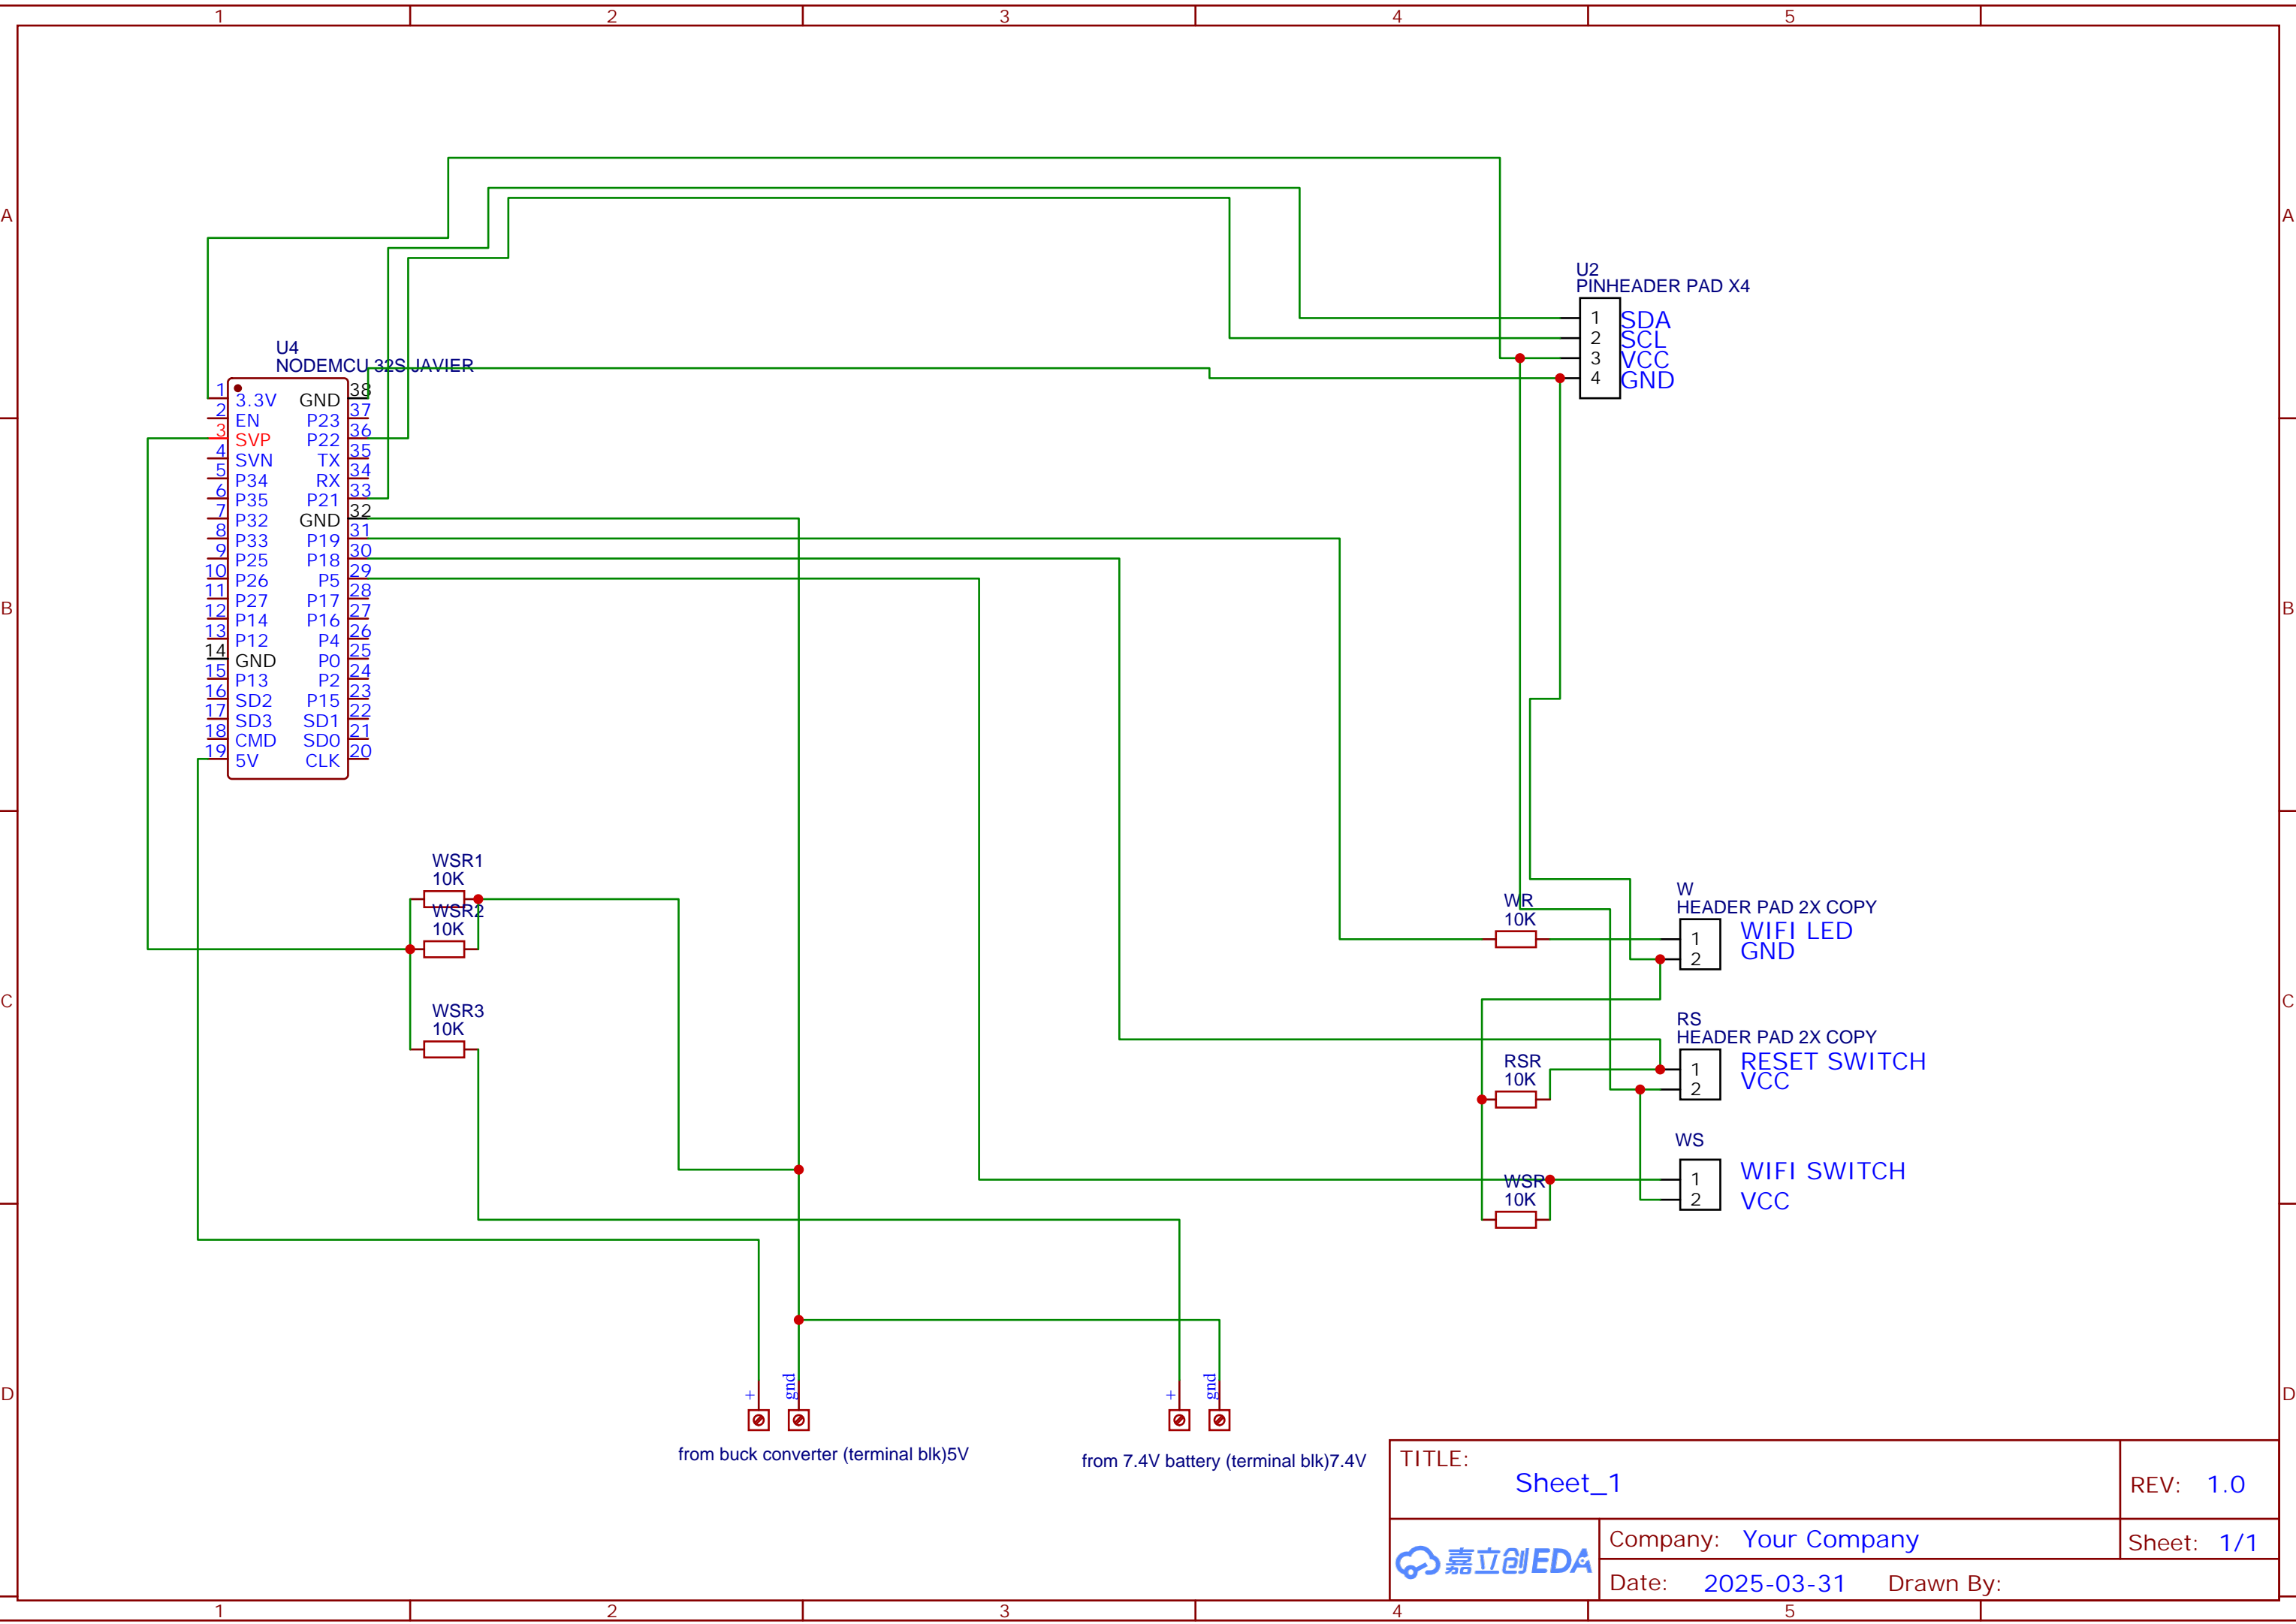 1 2 3 4 5
A A
U2
PINHEADER PAD X4
1 SDA
2 SCL
3 VCC
4 GND
U4
NODEMCU 32S JAVIER
1 3.3V GND 38
2 EN P23 37
3 SVP P22 36
4 SVN TX 35
5 P34 RX 34
6 P35 P21 33
7 P32 GND 32
8 P33 P19 31
9 P25 P18 30
10 P26 P5 29
11 P27 P17 28
12 P14 P16 27
13 P12 P4 26
14 GND P0 25
15 P13 P2 24
16 SD2 P15 23
17 SD3 SD1 22
18 CMD SD0 21
19 5V CLK 20
B B
WSR1
10K
WSR2
10K
WSR3
10K
WR
10K
W
HEADER PAD 2X COPY
1 WIFI LED
2 GND
C C
RS
HEADER PAD 2X COPY
1 RESET SWITCH
2 VCC
RSR
10K
WS
1 WIFI SWITCH
2 VCC
WSR
10K
D D
+ gnd
from buck converter (terminal blk)5V
+ gnd
from 7.4V battery (terminal blk)7.4V
TITLE:
Sheet_1
REV: 1.0
嘉立创EDA
Company: Your Company
Sheet: 1/1
Date: 2025-03-31 Drawn By:
1 2 3 4 5